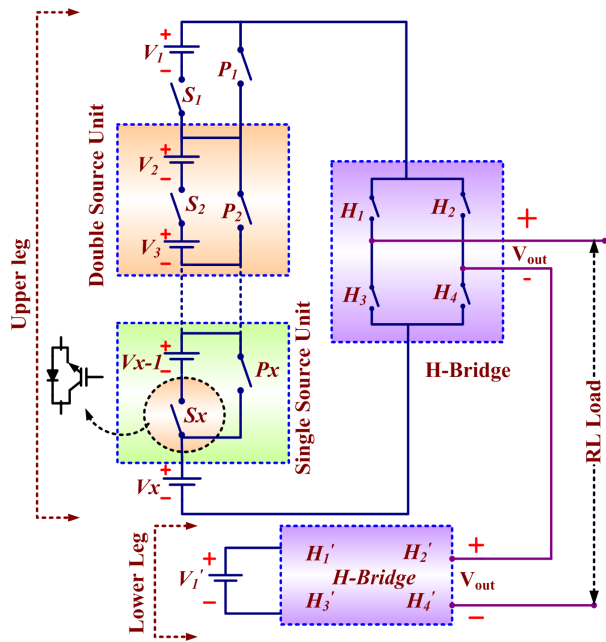 +
V1
−
S1
P1
Upper leg
Double Source Unit
+
V2
−
S2
P2
+
V3
−
H1
H2
+
Vout
−
H3
H4
H-Bridge
Single Source Unit
+
Vx-1
−
Px
Sx
+
Vx
−
RL Load
Lower Leg
+
V1'
−
H1'
H2'
H-Bridge
H3'
H4'
+
Vout
−